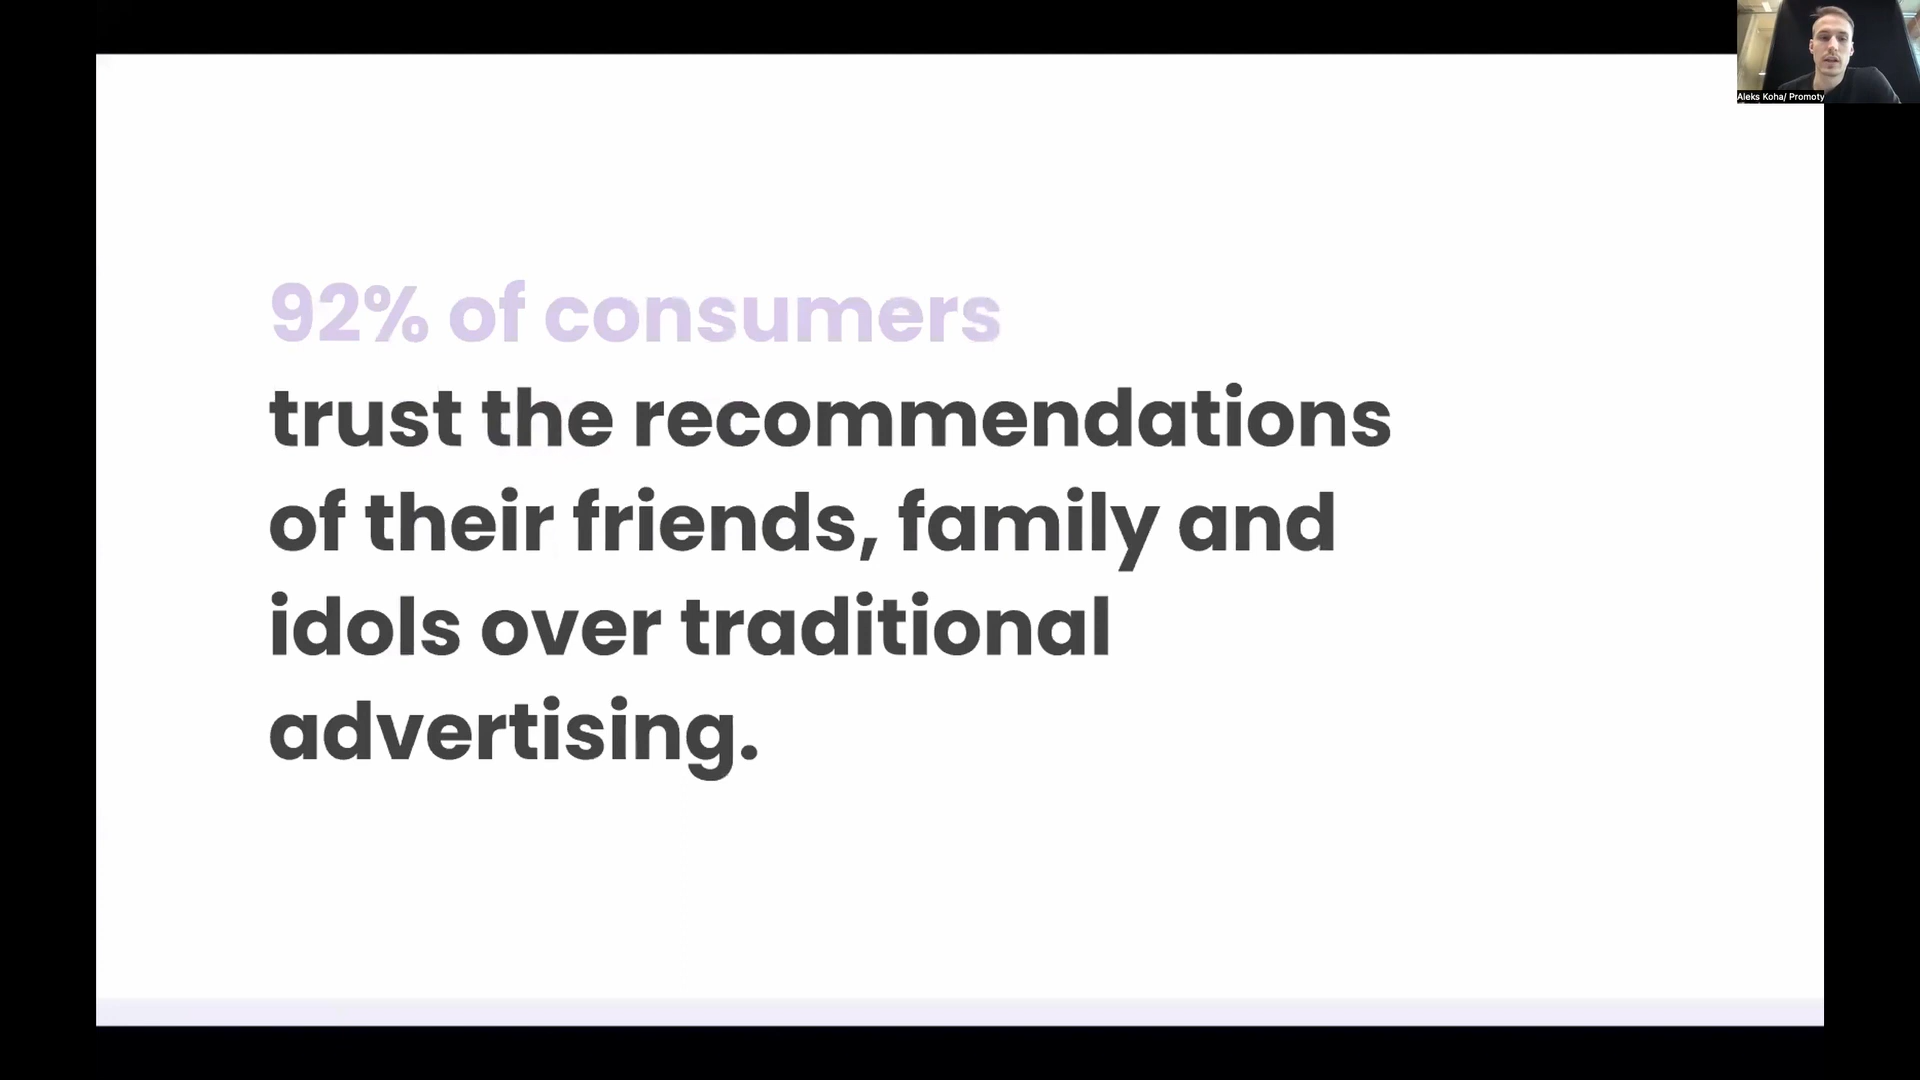 Aleks Koha/ Promoty
92% of consumers
trust the recommendations
of their friends, family and
idols over traditional
advertising.